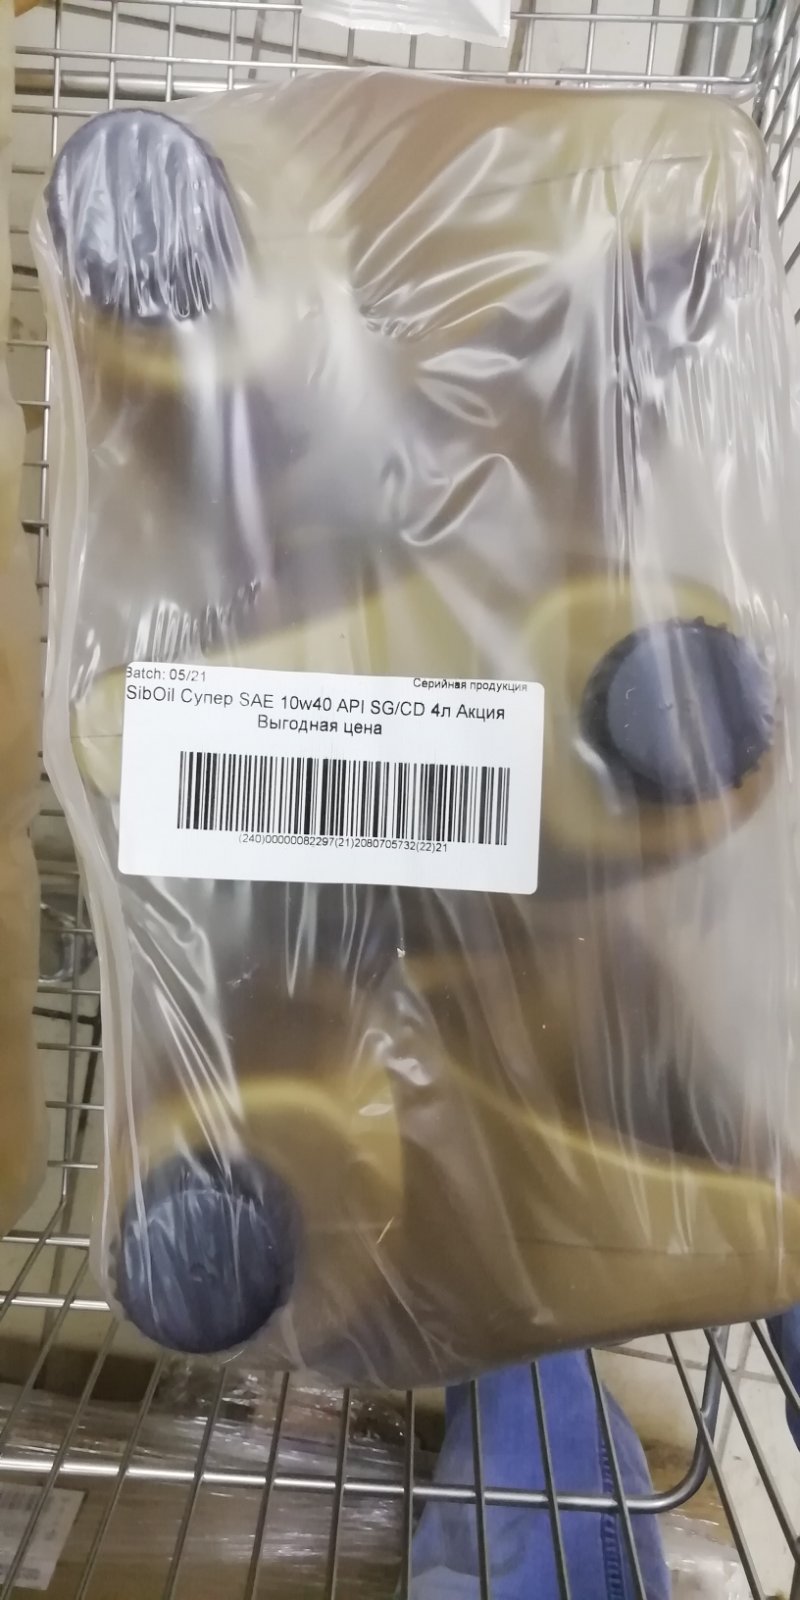 Batch: 05/21
Серийная продукция
SibOil Супер SAE 10w40 API SG/CD 4л Акция
Выгодная цена
(240)00000082297(21)2080705732(22)21